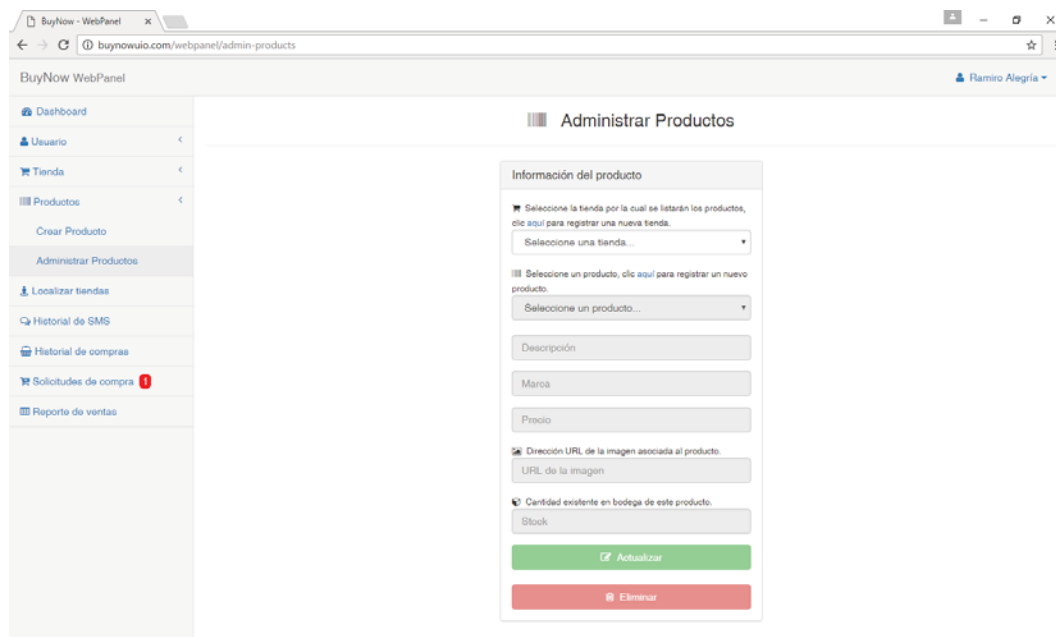 BuyNow - WebPanel
buynowuio.com/webpanel/admin-products
BuyNow WebPanel
Ramiro Alegría
Dashboard
Usuario
Tienda
Productos
Crear Producto
Administrar Productos
Localizar tiendas
Historial de SMS
Historial de compras
Solicitudes de compra 1
Reporte de ventas
Administrar Productos
Información del producto
Seleccione la tienda por la cual se listarán los productos,
clic aquí para registrar una nueva tienda.
Seleccione una tienda...
Seleccione un producto, clic aquí para registrar un nuevo
producto.
Seleccione un producto...
Descripción
Marca
Precio
Dirección URL de la imagen asociada al producto.
URL de la imagen
Cantidad existente en bodega de este producto.
Stock
Actualizar
Eliminar